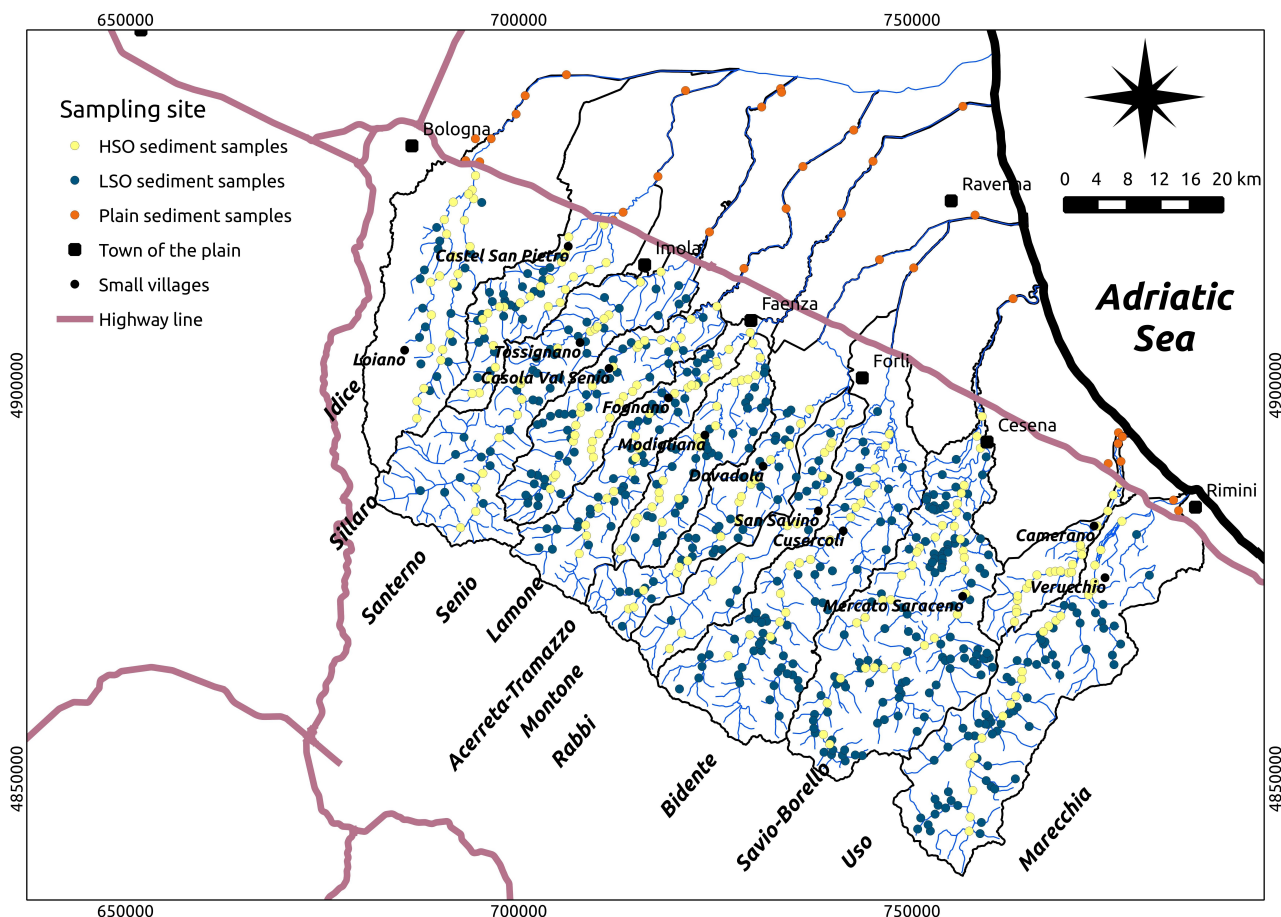 650000
700000
750000
Sampling site
HSO sediment samples
LSO sediment samples
Plain sediment samples
Town of the plain
Small villages
Highway line
Bologna
Ravenna
0 4 8 12 16 20 km
Castel San Pietro
Imola
Adriatic
Sea
Faenza
Loiano
Tossignano
Forlì
Casola Val Senio
4900000
4900000
Idice
Fognano
Cesena
Modigliana
Dovadola
Rimini
Sillaro
San Savino
Cusercoli
Camerano
Santerno
Senio
Lamone
Verucchio
Mercato Saraceno
Acerreta-Tramazzo
Montone
Rabbi
Bidente
Savio-Borello
Uso
Marecchia
4850000
4850000
650000
700000
750000